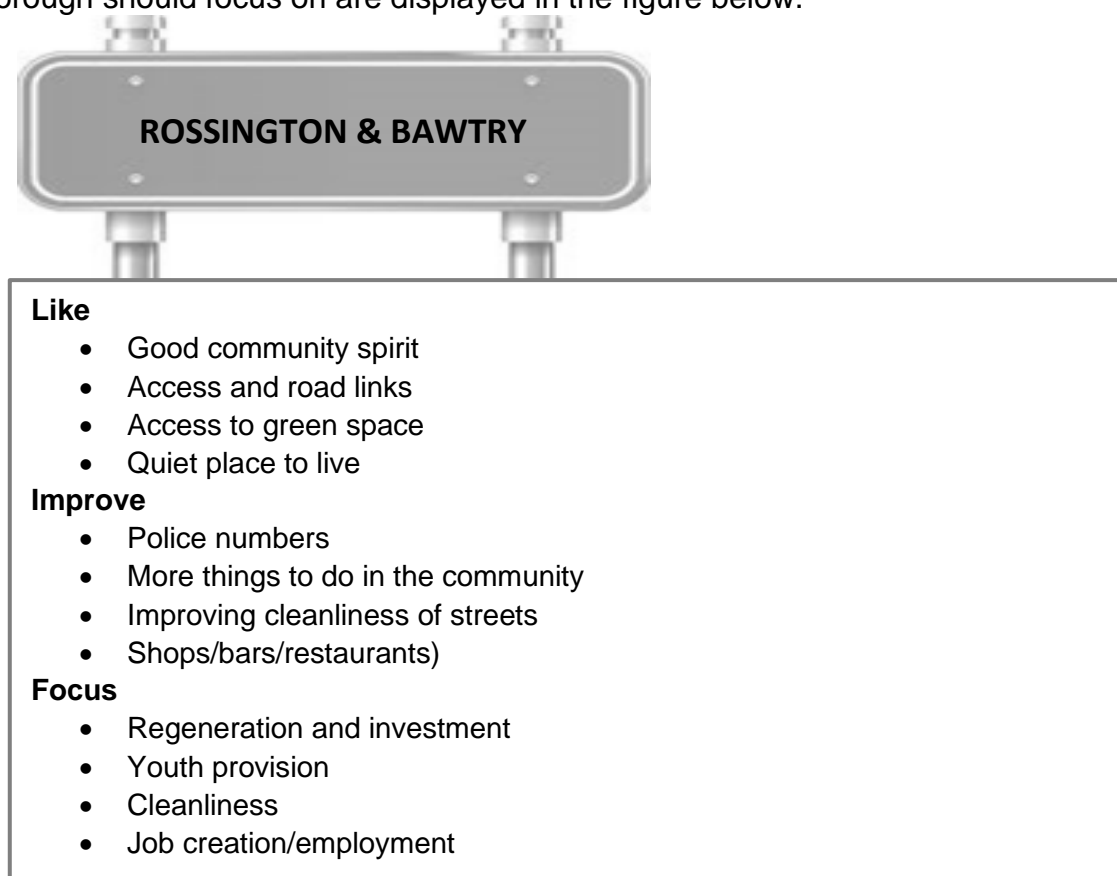 orough should focus on are displayed in the figure below:
ROSSINGTON & BAWTRY
Like
• Good community spirit
• Access and road links
• Access to green space
• Quiet place to live
Improve
• Police numbers
• More things to do in the community
• Improving cleanliness of streets
• Shops/bars/restaurants)
Focus
• Regeneration and investment
• Youth provision
• Cleanliness
• Job creation/employment